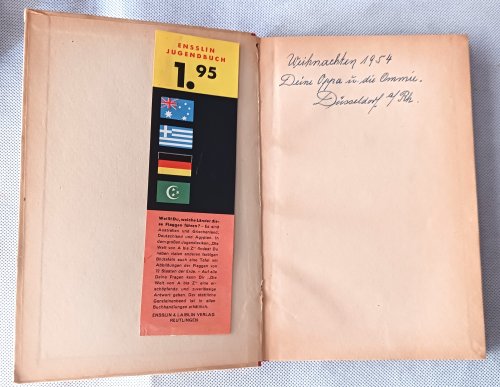 ENSSLIN
JUGENDBUCH
1.95
Weißt Du, welche Länder die-
se Flaggen führen? – Es sind
Australien und Griechenland,
Deutschland und Ägypten. In
dem großen Jugendlexikon „Die
Welt von A bis Z" findest Du
neben vielen anderen farbigen
Bildtafeln auch eine Tafel mit
Abbildungen der Flaggen von
72 Staaten der Erde. – Auf alle
Deine Fragen kann Dir „Die
Welt von A bis Z" eine er-
schöpfende und zuverlässige
Antwort geben. Der stattliche
Ganzleinenband ist in allen
Buchhandlungen erhältlich.
ENSSLIN & LAIBLIN VERLAG
REUTLINGEN
Weihnachten 1954
Deine Oppa u die Ommie.
Düsseldorf a/Rh.